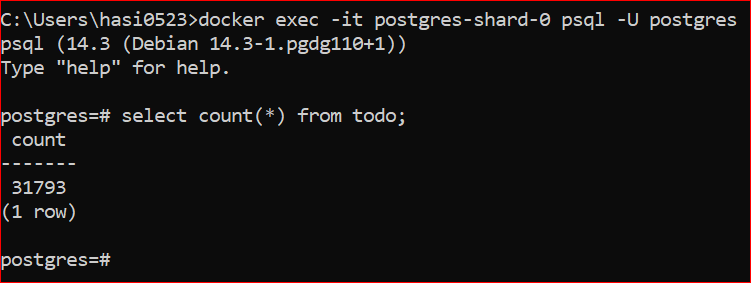 C:\Users\hasi0523>docker exec -it postgres-shard-0 psql -U postgres
psql (14.3 (Debian 14.3-1.pgdg110+1))
Type "help" for help.
postgres=# select count(*) from todo;
count
-------
31793
(1 row)
postgres=#